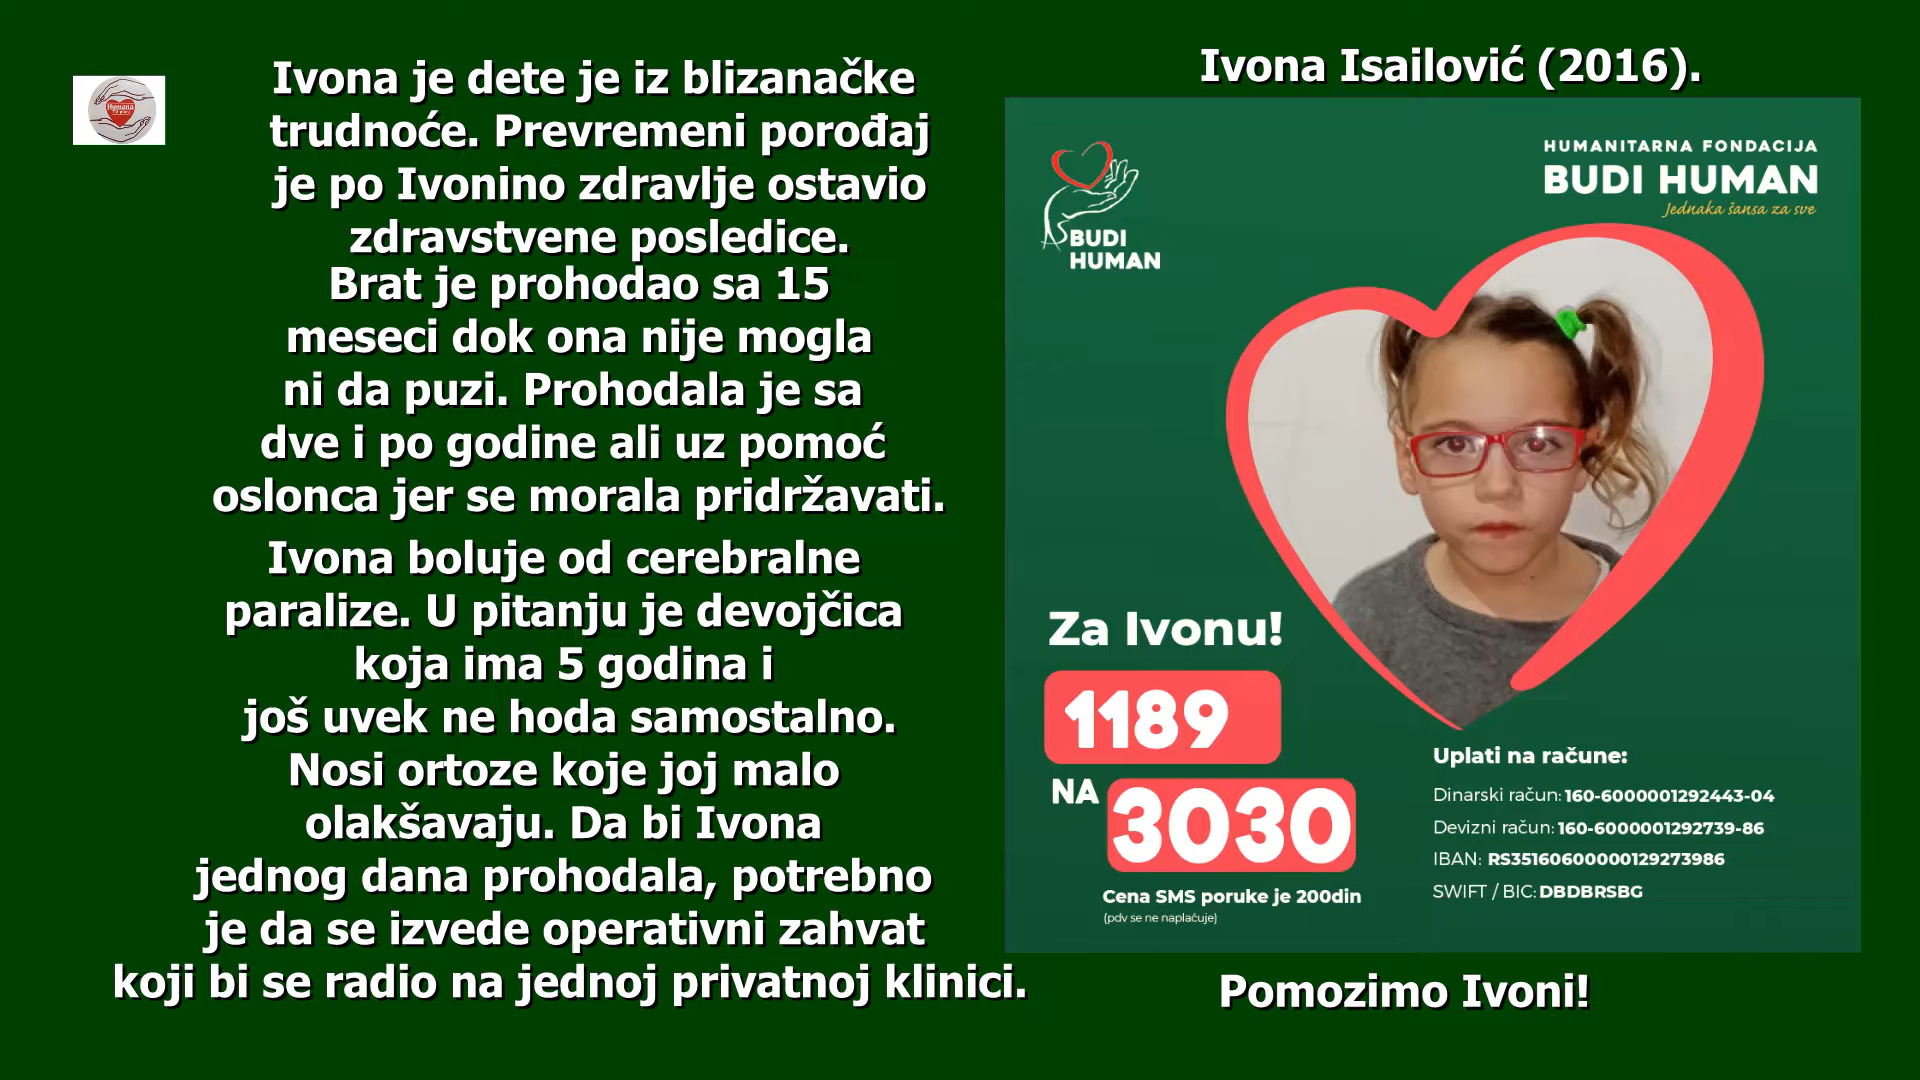 Humana
Ivona je dete je iz blizanačke
trudnoće. Prevremeni porođaj
je po Ivonino zdravlje ostavio
zdravstvene posledice.
Brat je prohodao sa 15
meseci dok ona nije mogla
ni da puzi. Prohodala je sa
dve i po godine ali uz pomoć
oslonca jer se morala pridržavati.
Ivona boluje od cerebralne
paralize. U pitanju je devojčica
koja ima 5 godina i
još uvek ne hoda samostalno.
Nosi ortoze koje joj malo
olakšavaju. Da bi Ivona
jednog dana prohodala, potrebno
je da se izvede operativni zahvat
koji bi se radio na jednoj privatnoj klinici.
Ivona Isailović (2016).
BUDI
HUMAN
HUMANITARNA FONDACIJA
BUDI HUMAN
Jednaka šansa za sve
Za Ivonu!
1189
NA
3030
Cena SMS poruke je 200din
(pdv se ne naplaćuje)
Uplati na račune:
Dinarski račun: 160-6000001292443-04
Devizni račun: 160-6000001292739-86
IBAN: RS35160600000129273986
SWIFT / BIC: DBDBRSBG
Pomozimo Ivoni!